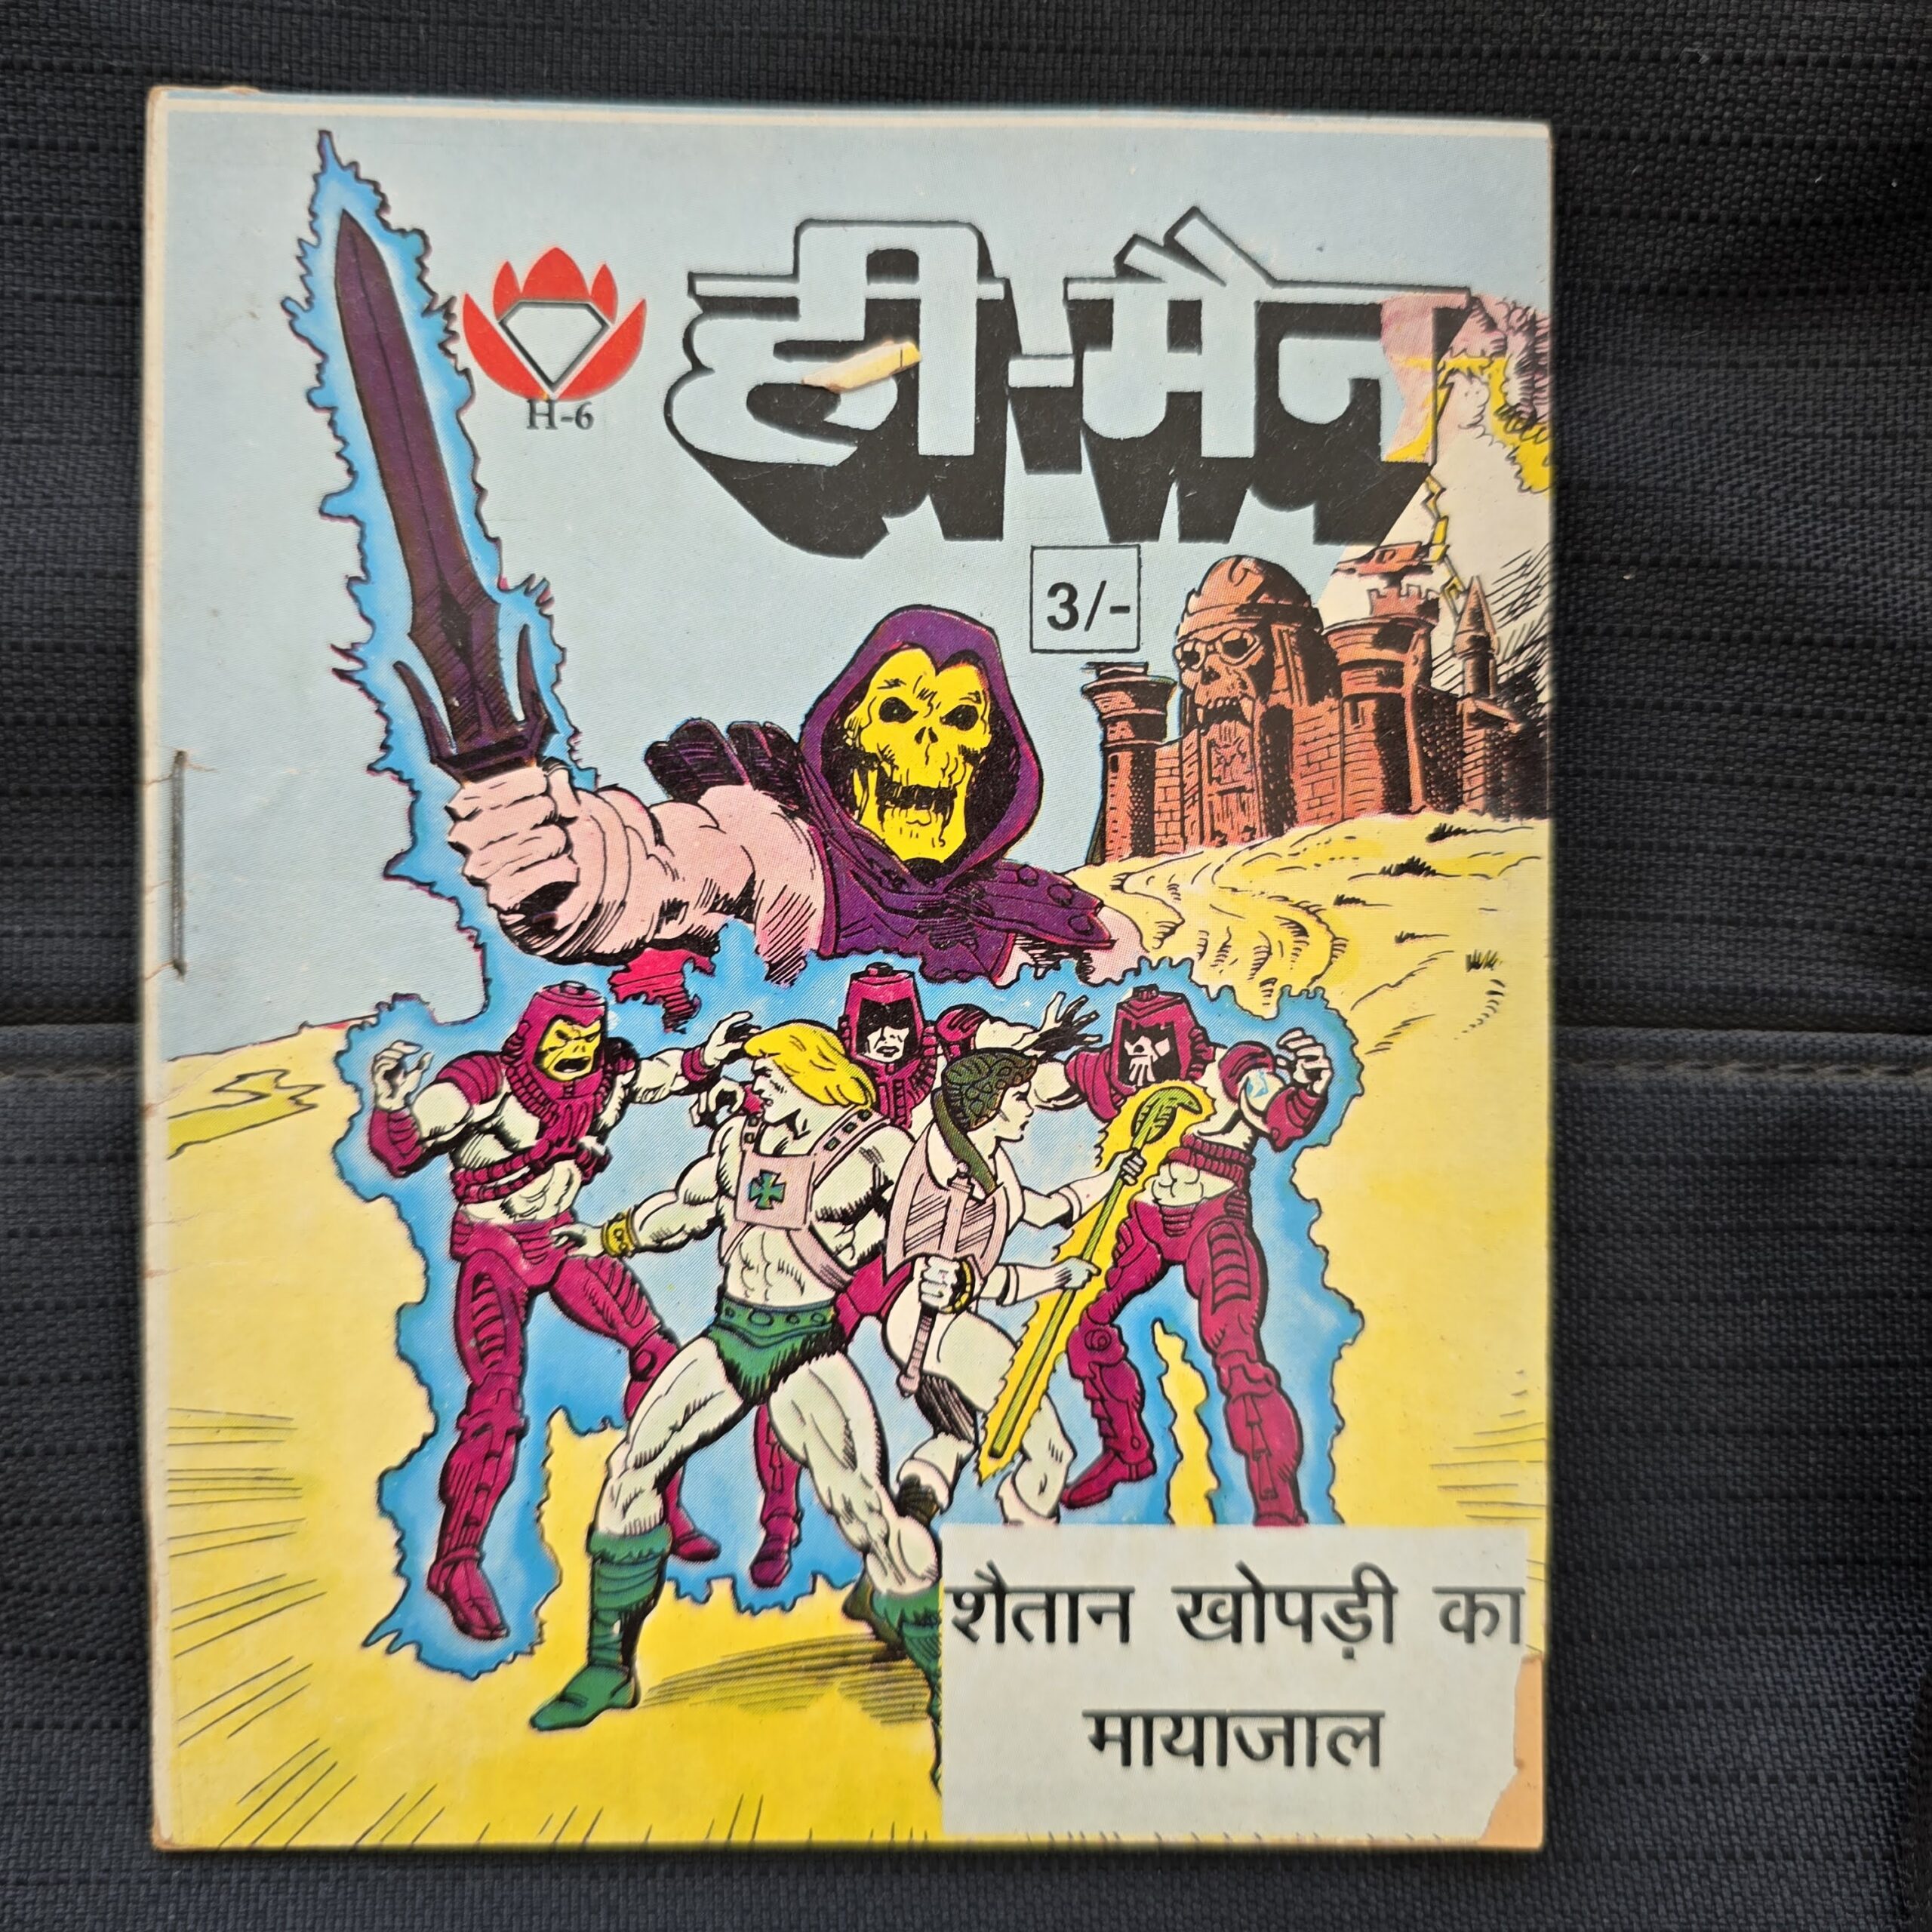 ही-मैन
H-6
3/-
शैतान खोपड़ी का
मायाजाल